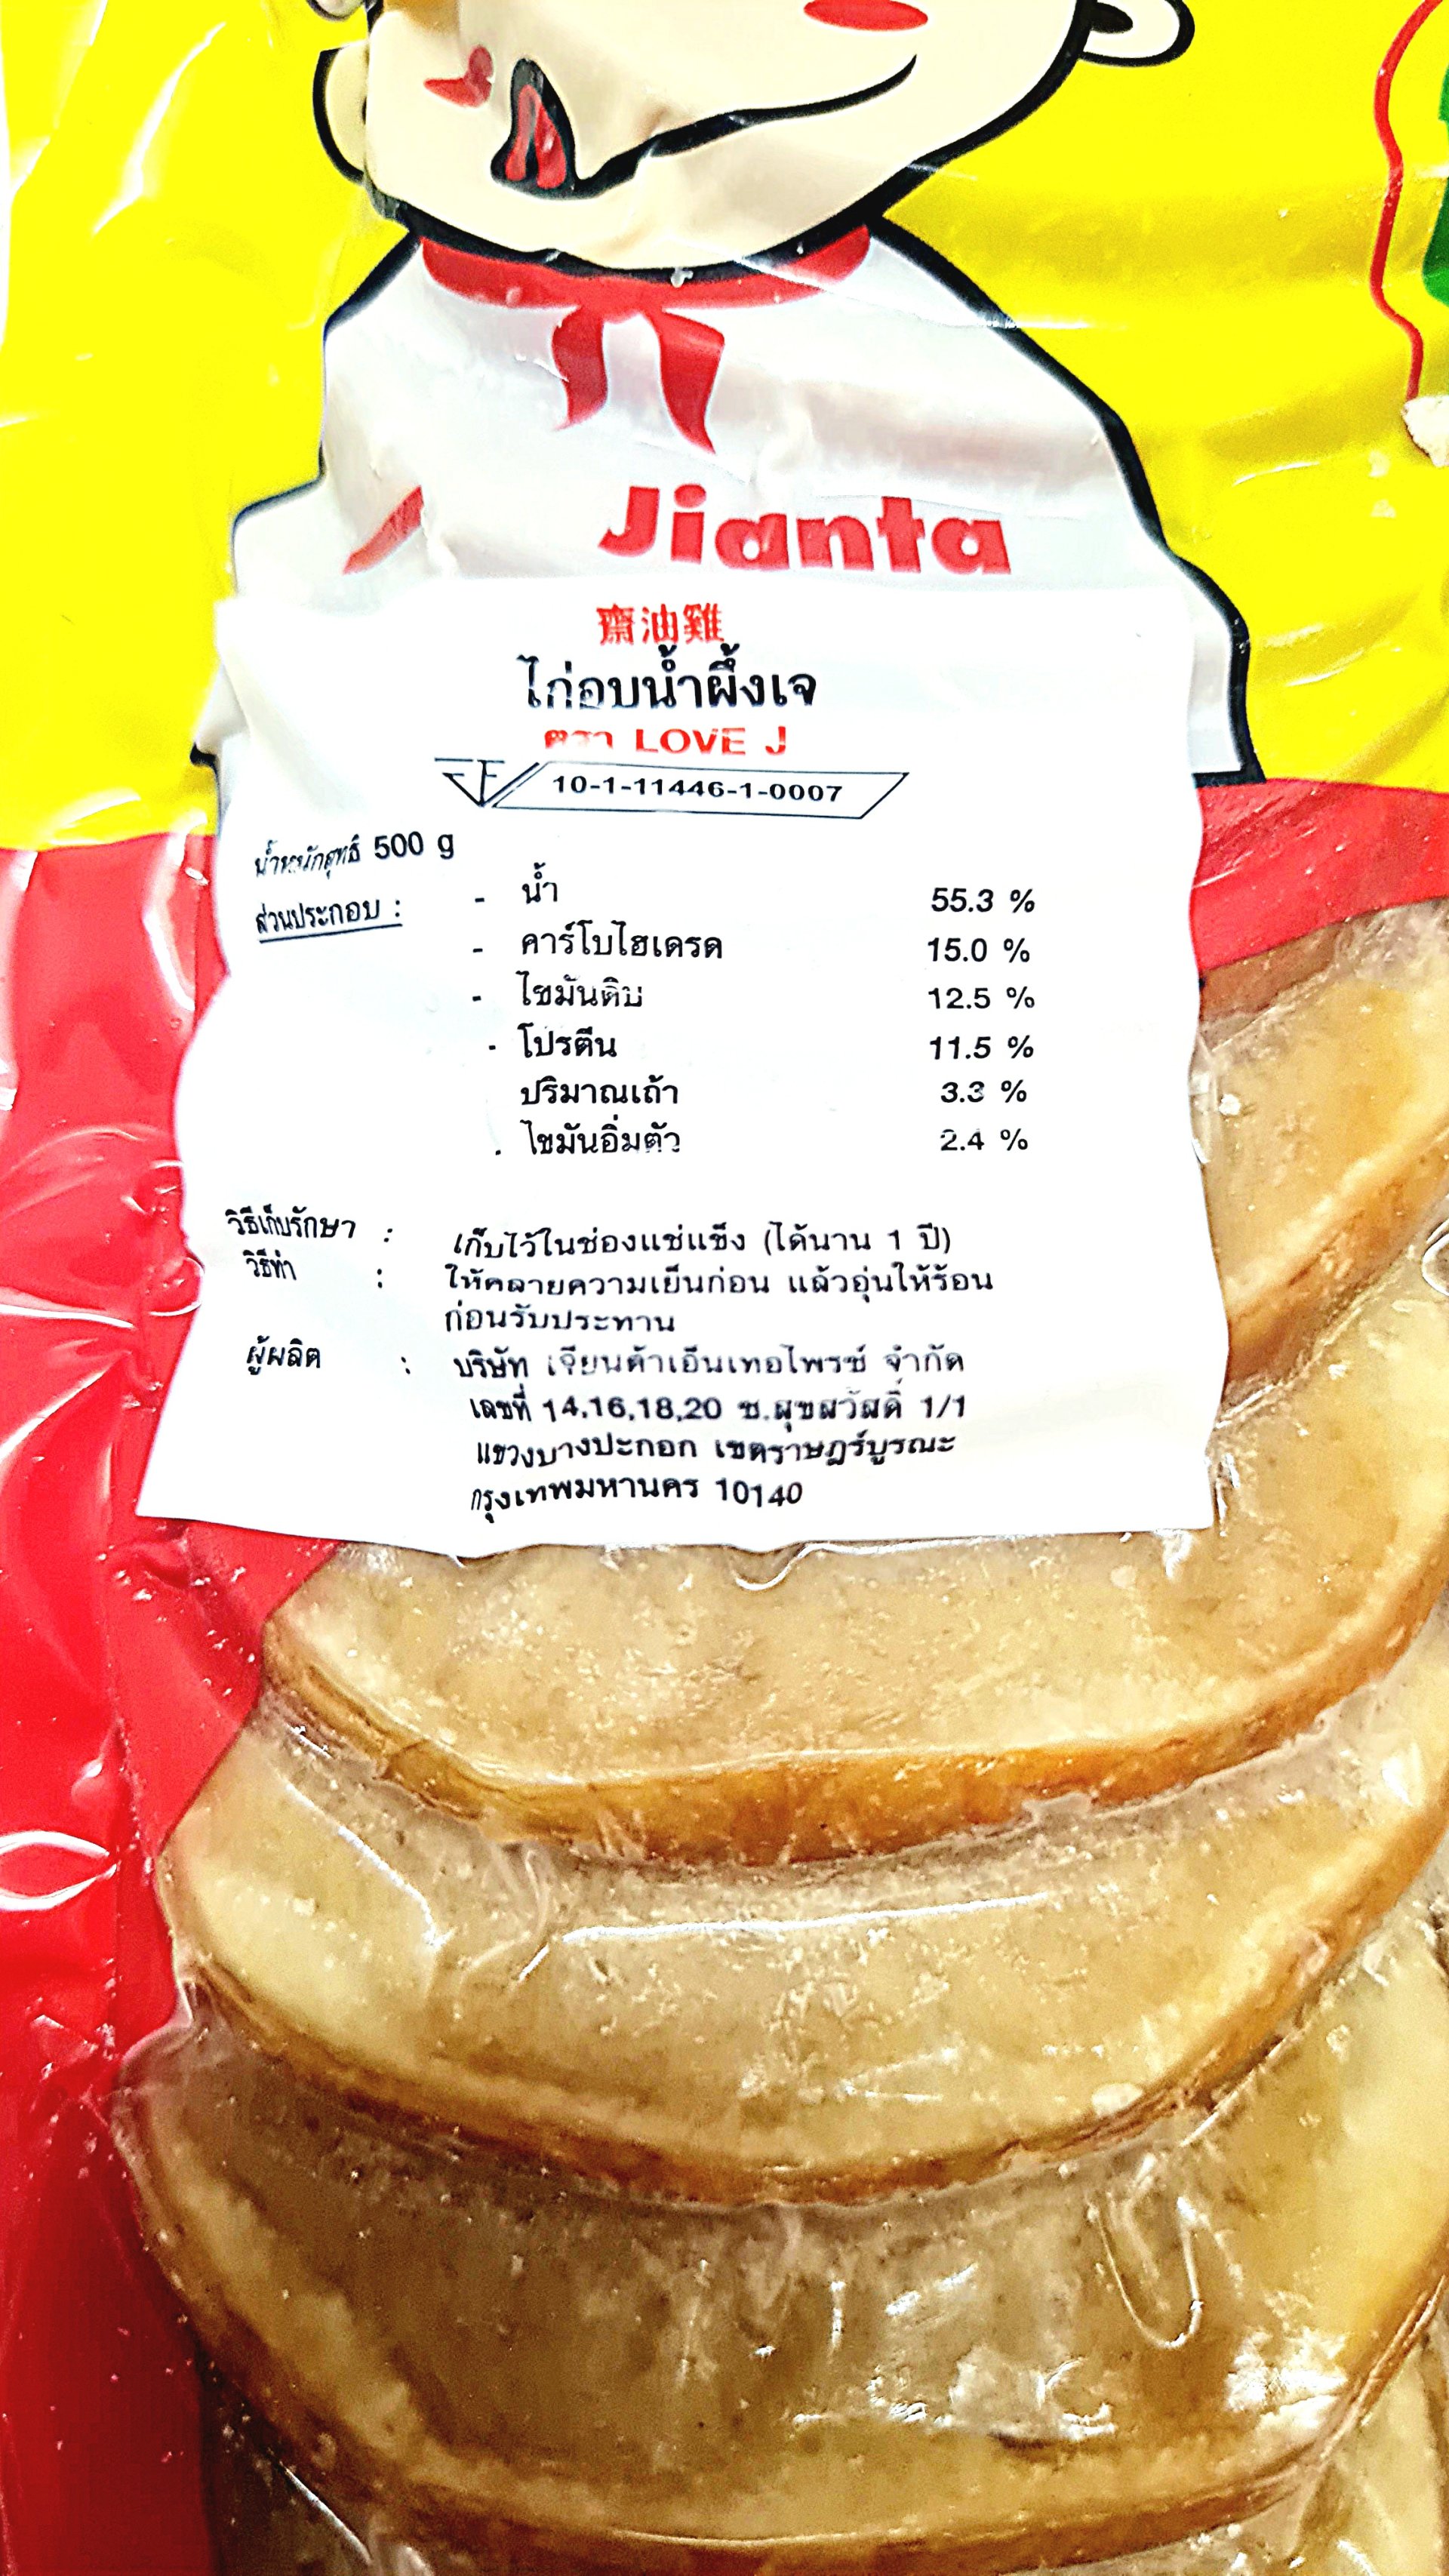 Jianta
齋油雞
ไก่อบน้ำผึ้งเจ
ตรา LOVE J
10-1-11446-1-0007
น้ำหนักสุทธิ 500 g
ส่วนประกอบ :
- น้ำ 55.3 %
- คาร์โบไฮเดรด 15.0 %
- ไขมันดิบ 12.5 %
- โปรตีน 11.5 %
ปริมาณเถ้า 3.3 %
. ไขมันอิ่มตัว 2.4 %
วิธีเก็บรักษา : เก็บไว้ในช่องแช่แข็ง (ได้นาน 1 ปี)
วิธีทำ : ให้คลายความเย็นก่อน แล้วอุ่นให้ร้อน
ก่อนรับประทาน
ผู้ผลิต : บริษัท เจียนต้าเอ็นเทอไพรซ์ จำกัด
เลขที่ 14,16,18,20 ซ.สุขสวัสดิ์ 1/1
แขวงบางปะกอก เขตราษฎร์บูรณะ
กรุงเทพมหานคร 10140